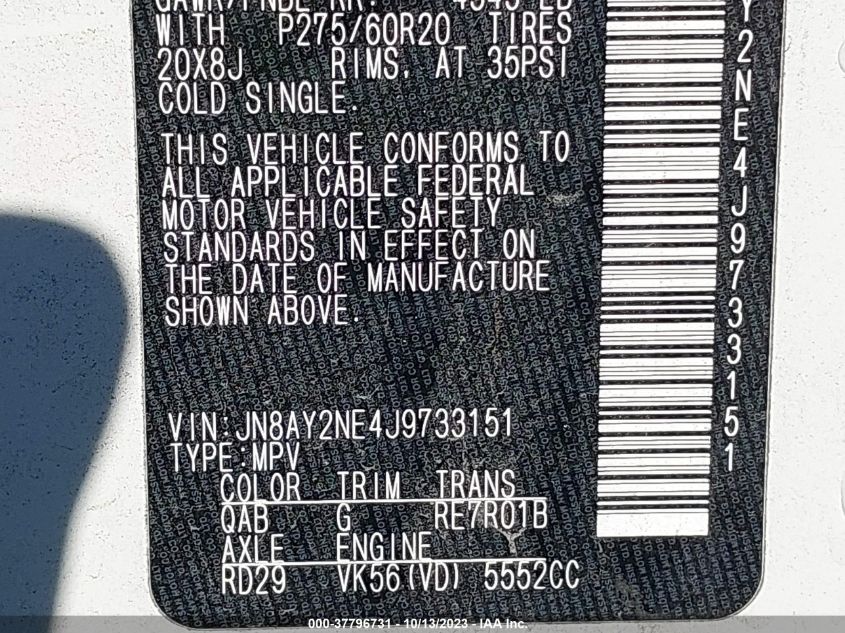 WITH P275/60R20 TIRES
20X8J RIMS, AT 35PSI
COLD SINGLE.
THIS VEHICLE CONFORMS TO
ALL APPLICABLE FEDERAL
MOTOR VEHICLE SAFETY
STANDARDS IN EFFECT ON
THE DATE OF MANUFACTURE
SHOWN ABOVE.
VIN:JN8AY2NE4J9733151
TYPE:MPV
COLOR TRIM TRANS
QAB G RE7R01B
AXLE ENGINE
RD29 VK56(VD) 5552CC
Y2NE4J9733151
000-37796731 - 10/13/2023 - IAA Inc.